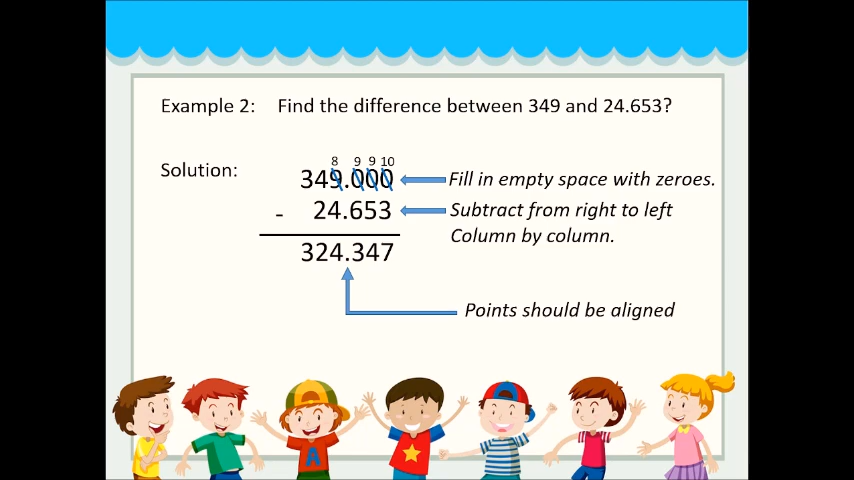 Example 2: Find the difference between 349 and 24.653?
Solution:
8 9 9 10
349.000
Fill in empty space with zeroes.
- 24.653
Subtract from right to left
Column by column.
324.347
Points should be aligned
A